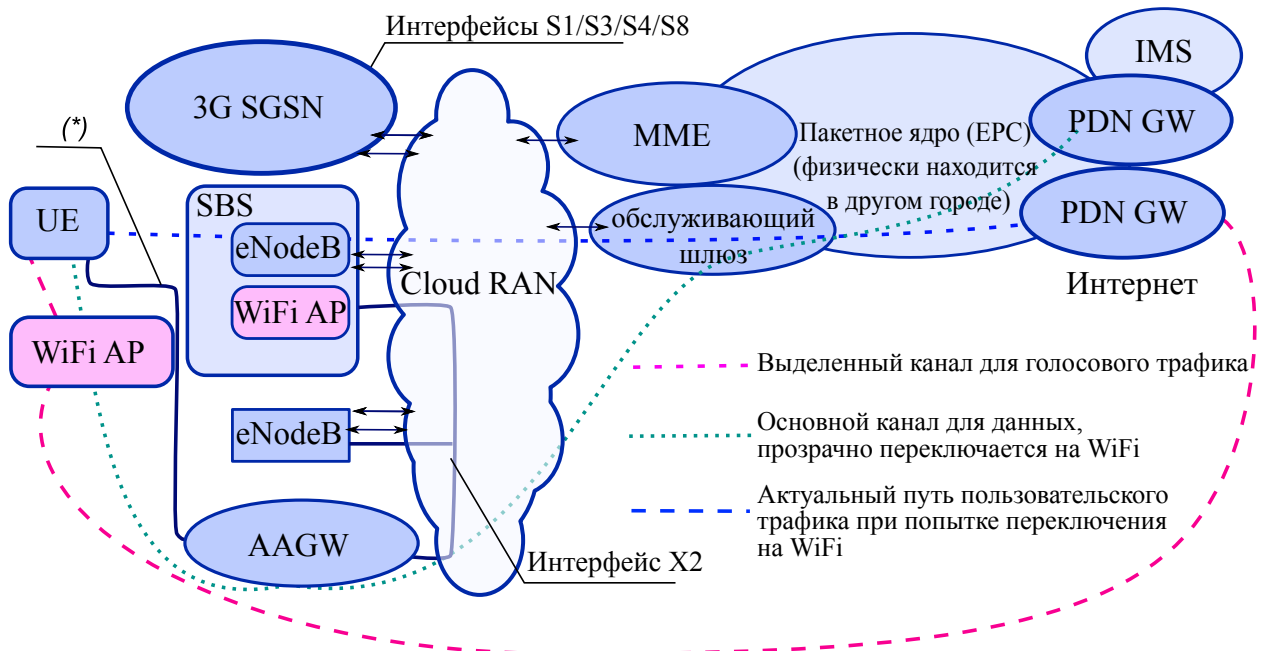 Интерфейсы S1/S3/S4/S8
IMS
3G SGSN
PDN GW
(*)
MME
Пакетное ядро (EPC)
(физически находится
в другом городе)
UE
SBS
PDN GW
обслуживающий
шлюз
eNodeB
Cloud RAN
Интернет
WiFi AP
WiFi AP
Выделенный канал для голосового трафика
eNodeB
Основной канал для данных,
прозрачно переключается на WiFi
Актуальный путь пользовательского
трафика при попытке переключения
на WiFi
AAGW
Интерфейс X2